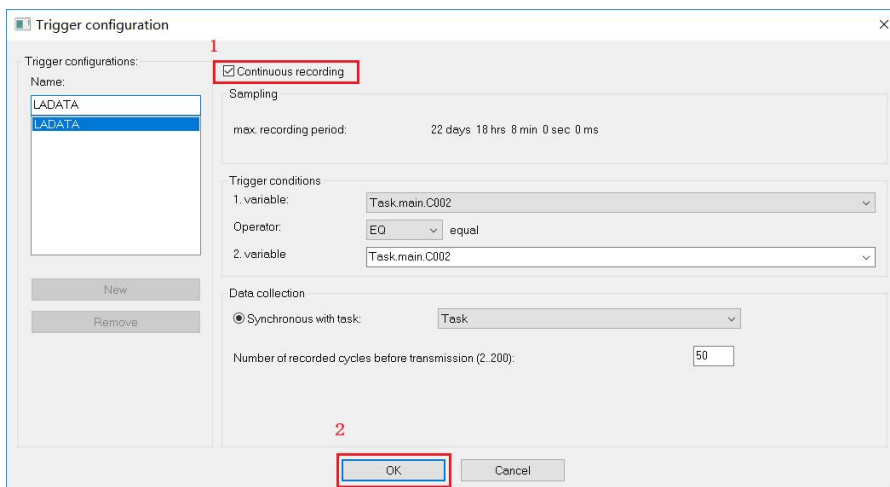 Trigger configuration
1
Trigger configurations:
Name:
LADATA
LADATA
New
Remove
Continuous recording
Sampling
max. recording period: 22 days 18 hrs 8 min 0 sec 0 ms
Trigger conditions
1. variable: Task.main.C002
Operator: EQ equal
2. variable Task.main.C002
Data collection
Synchronous with task: Task
Number of recorded cycles before transmission (2..200): 50
2
OK Cancel